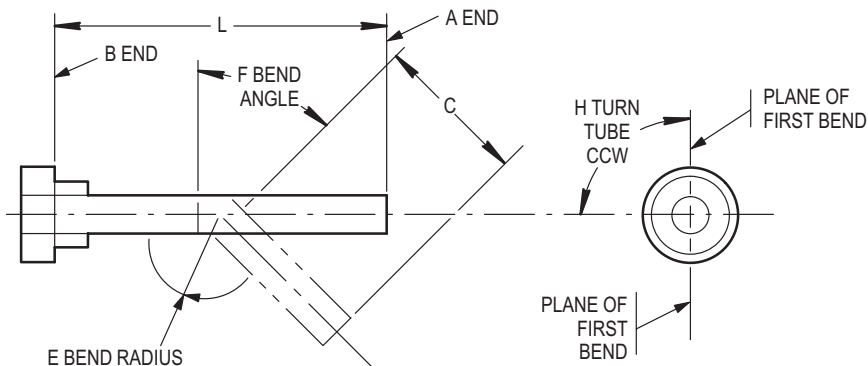 L
A END
B END
F BEND
ANGLE
C
H TURN
TUBE
CCW
PLANE OF
FIRST BEND
PLANE OF
FIRST
BEND
E BEND RADIUS